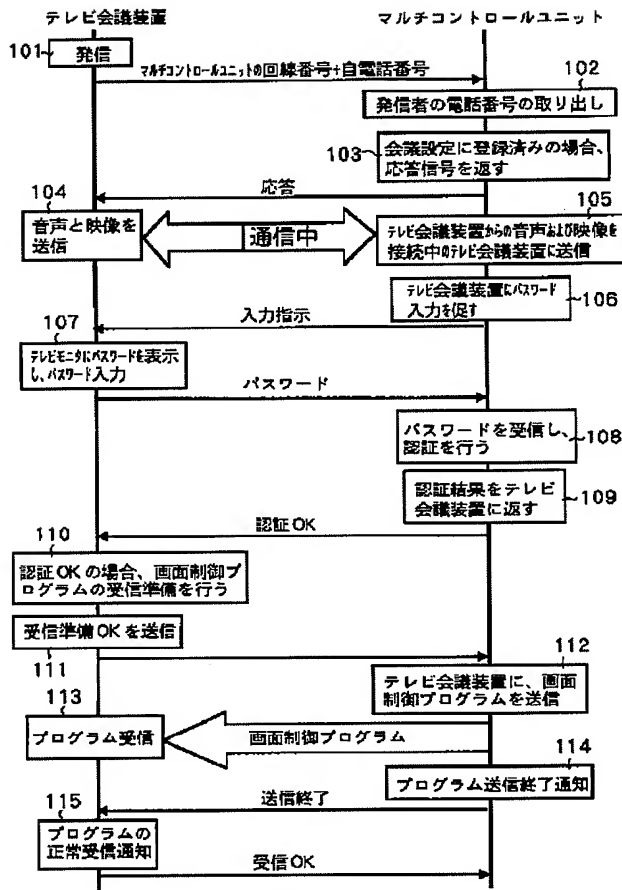 テレビ会議装置
マルチコントロールユニット
101
発信
マルチコントロールユニットの回線番号+自電話番号
102
発信者の電話番号の取り出し
103
会議設定に登録済みの場合、
応答信号を返す
応答
104
音声と映像を
送信
通信中
105
テレビ会議装置からの音声および映像を
接続中のテレビ会議装置に送信
テレビ会議装置にパスワード
入力を促す
106
入力指示
107
テレビモニタにパスワードを表示
し、パスワード入力
パスワード
パスワードを受信し、
認証を行う
108
認証結果をテレビ
会議装置に返す
109
認証OK
110
認証OKの場合、画面制御プ
ログラムの受信準備を行う
受信準備OKを送信
111
112
テレビ会議装置に、画面
制御プログラムを送信
113
プログラム受信
画面制御プログラム
114
プログラム送信終了通知
送信終了
115
プログラムの
正常受信通知
受信OK